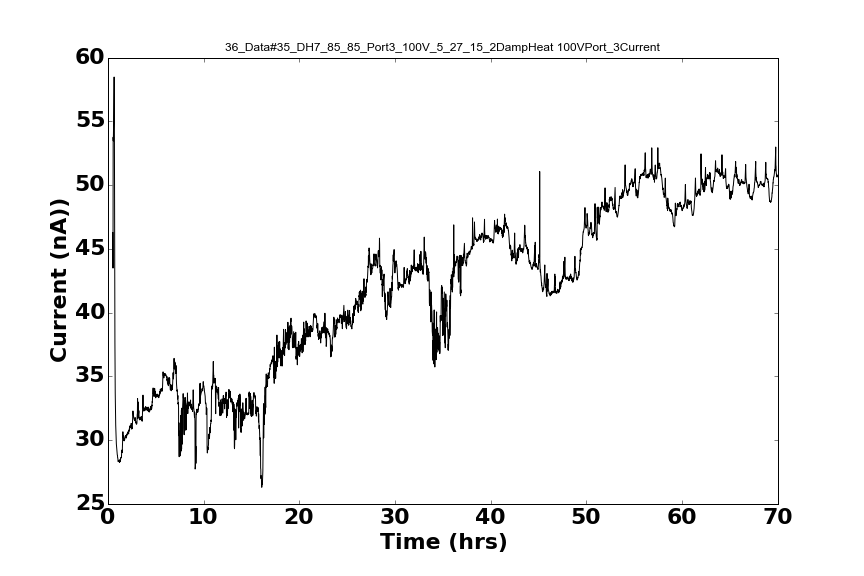 36_Data#35_DH7_85_85_Port3_100V_5_27_15_2DampHeat 100VPort_3Current
60
55
50
45
40
35
30
25
Current (nA))
0 10 20 30 40 50 60 70
Time (hrs)